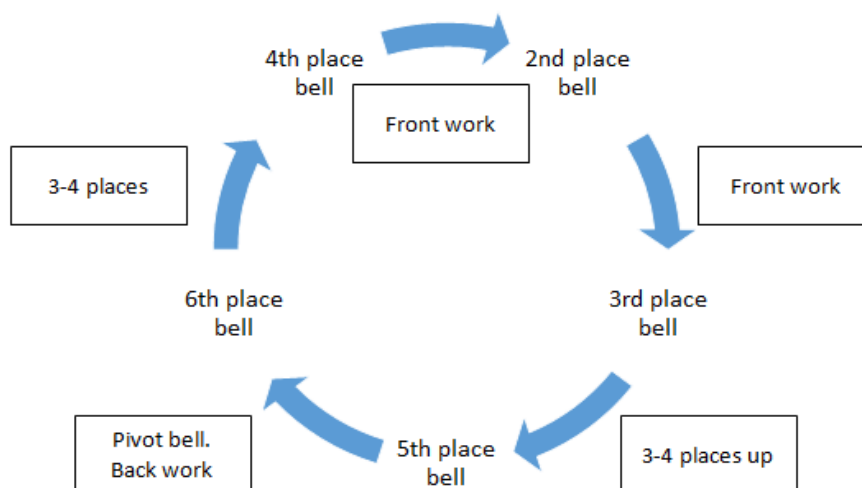 4th place
bell
2nd place
bell
Front work
3-4 places
Front work
6th place
bell
3rd place
bell
Pivot bell.
Back work
5th place
bell
3-4 places up